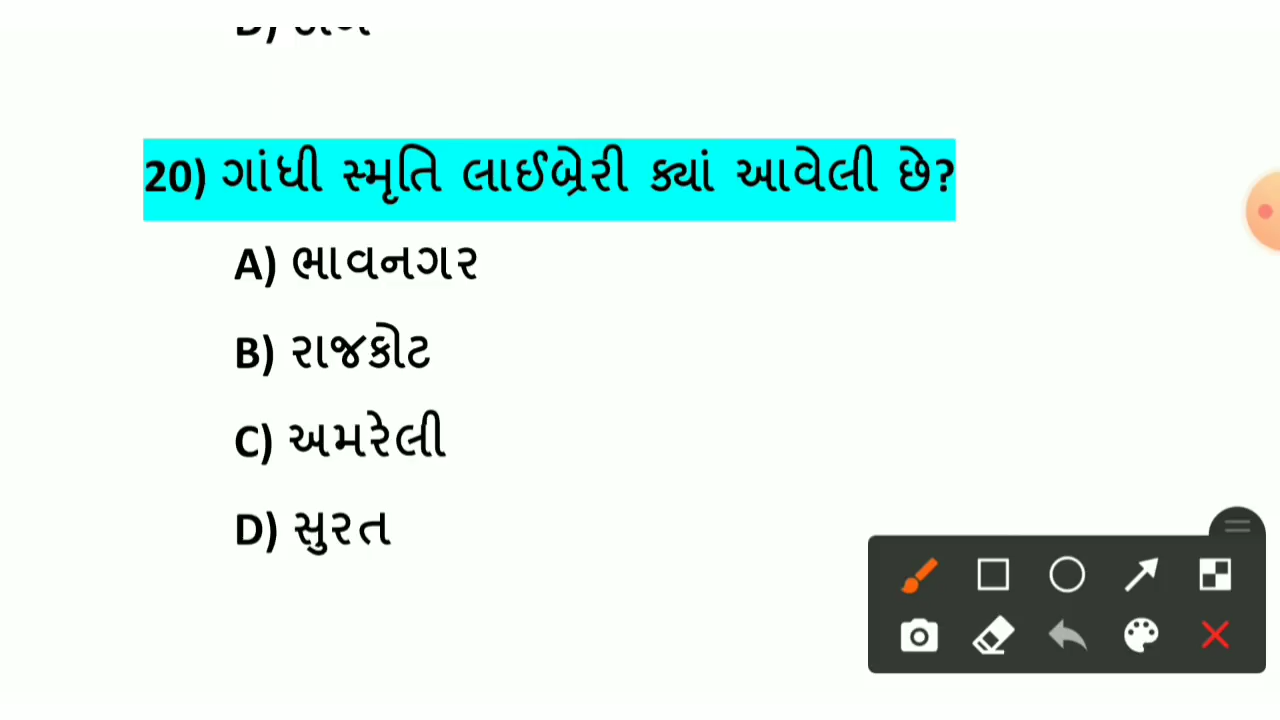 20) ગાંધી સ્મૃતિ લાઈબ્રેરી ક્યાં આવેલી છે?
A) ભાવનગર
B) રાજકોટ
C) અમરેલી
D) સુરત